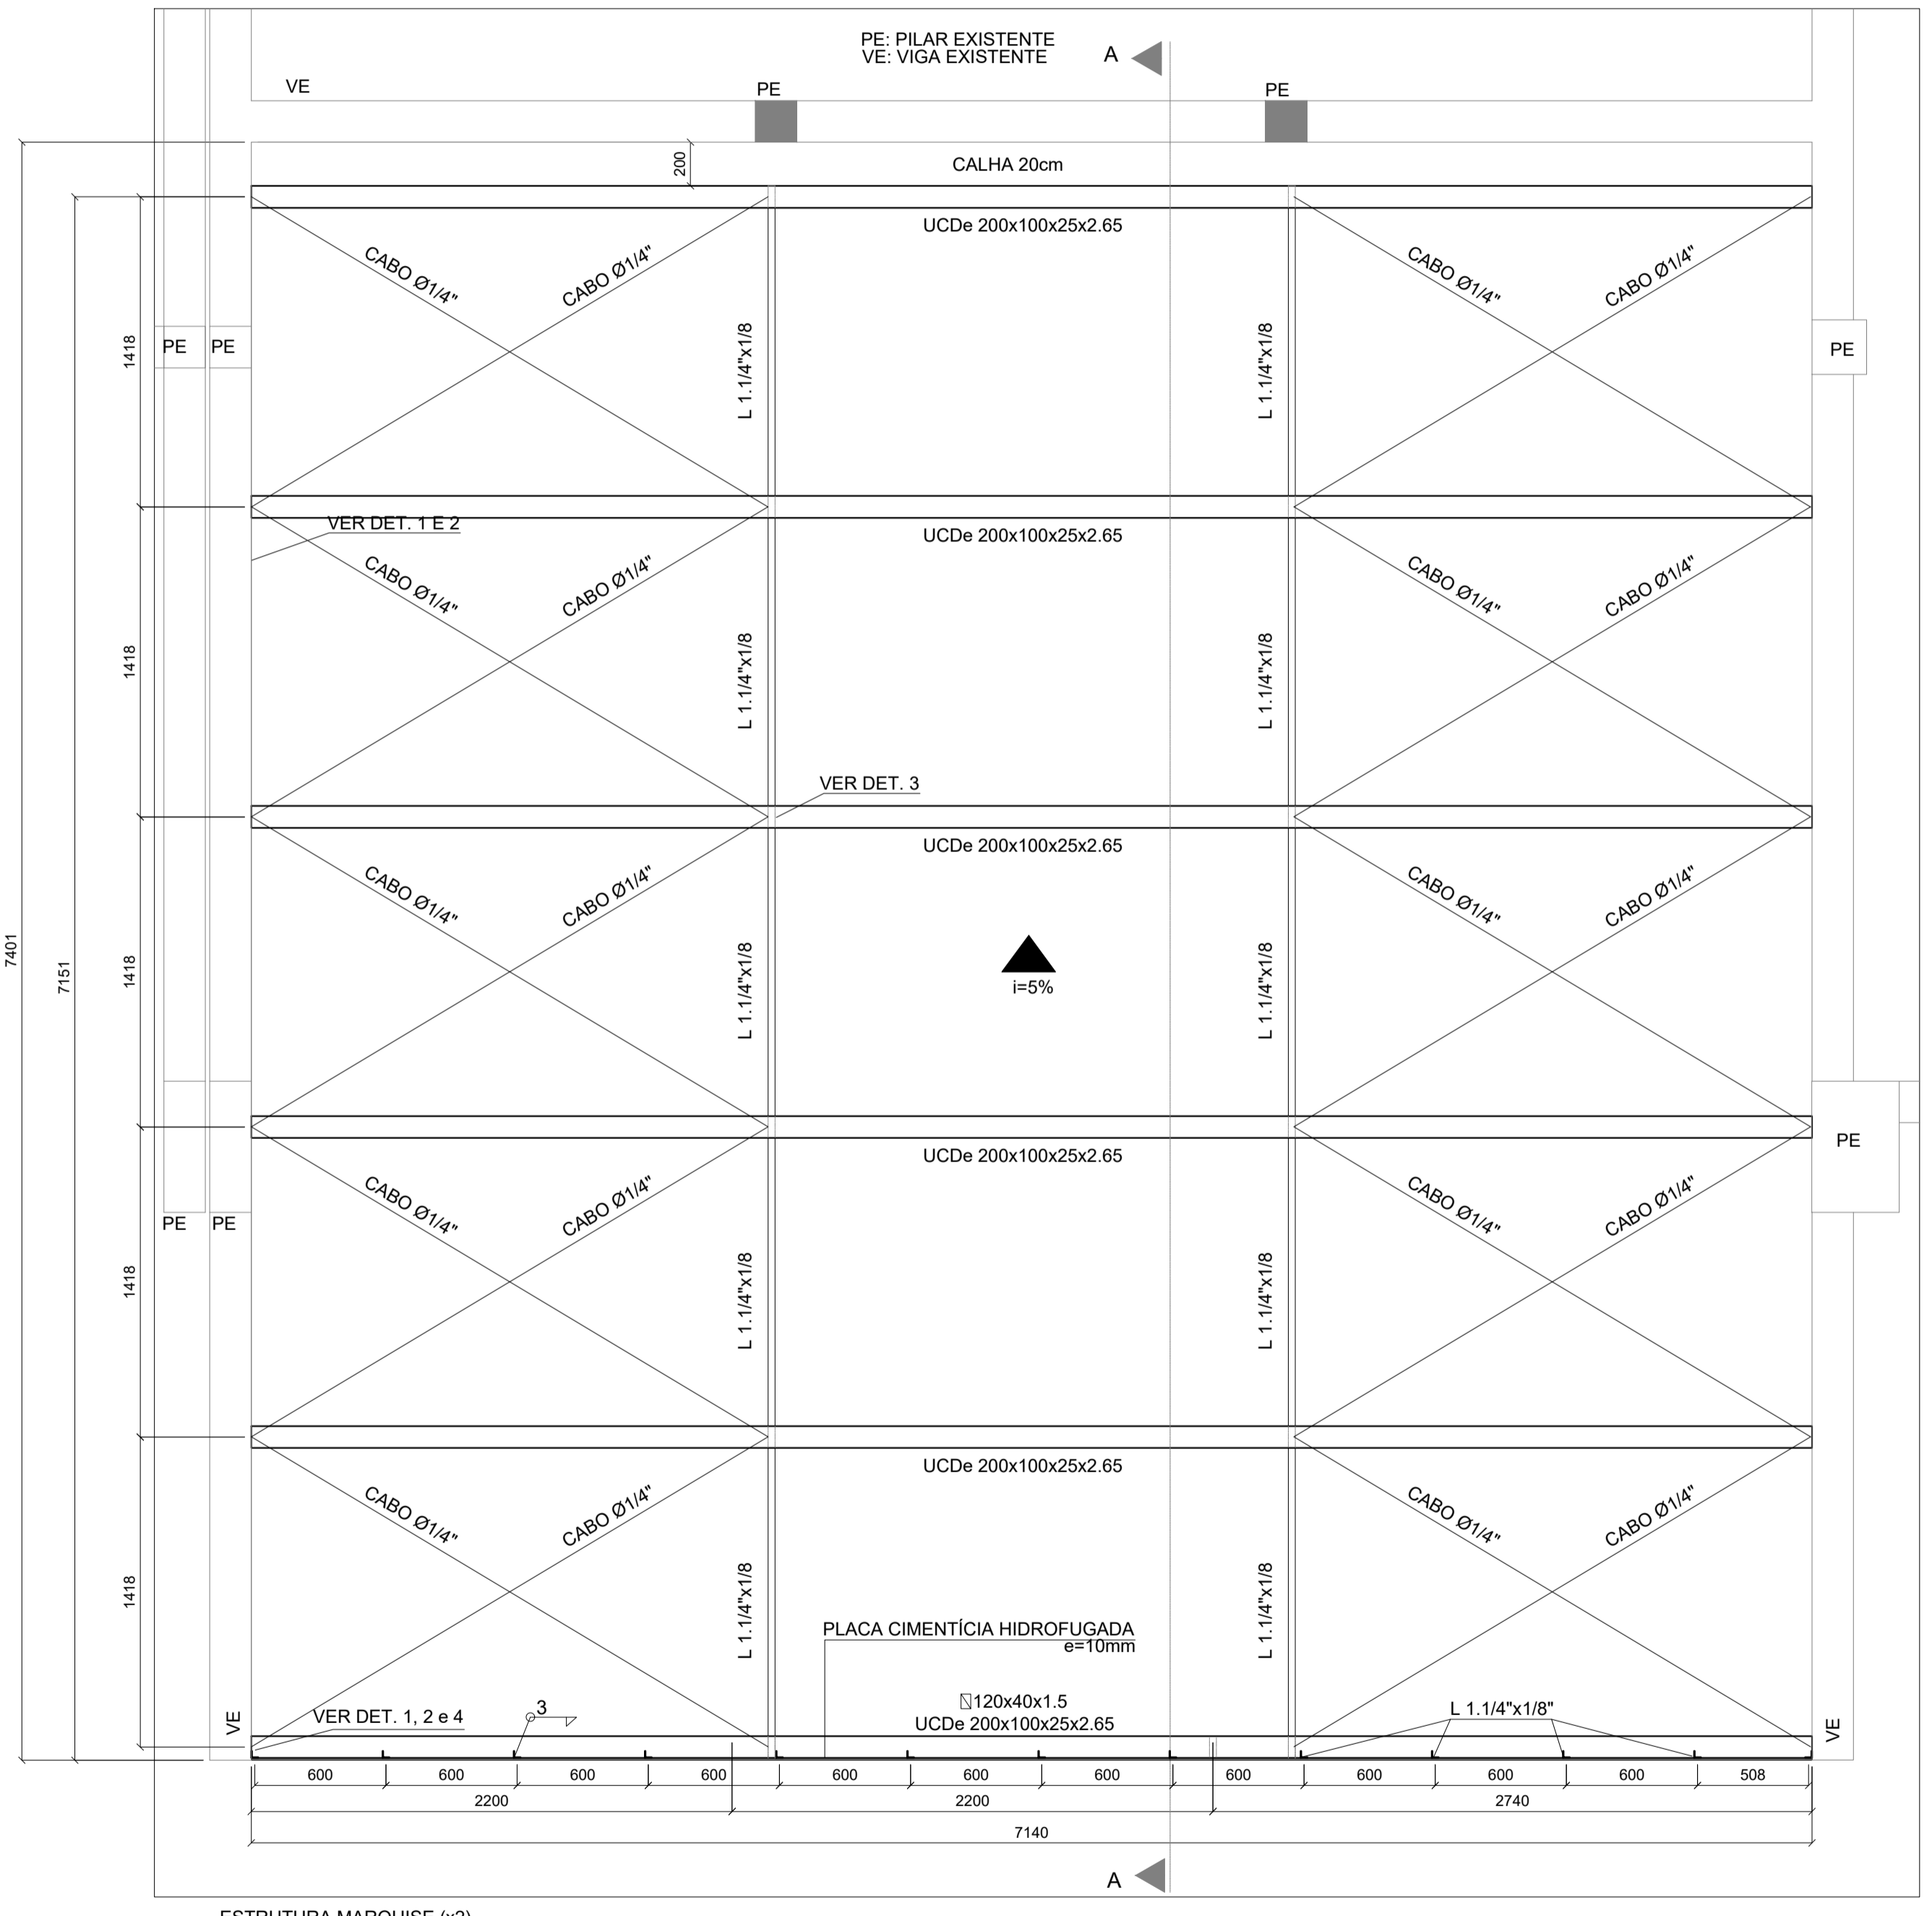 PE: PILAR EXISTENTE
VE: VIGA EXISTENTE
A
VE
PE
PE
200
CALHA 20cm
UCDe 200x100x25x2.65
CABO Ø1/4"
CABO Ø1/4"
CABO Ø1/4"
CABO Ø1/4"
1418
PE
PE
L 1.1/4"x1/8
L 1.1/4"x1/8
PE
VER DET. 1 E 2
UCDe 200x100x25x2.65
CABO Ø1/4"
CABO Ø1/4"
CABO Ø1/4"
CABO Ø1/4"
1418
L 1.1/4"x1/8
L 1.1/4"x1/8
VER DET. 3
UCDe 200x100x25x2.65
CABO Ø1/4"
CABO Ø1/4"
CABO Ø1/4"
CABO Ø1/4"
7401
7151
1418
L 1.1/4"x1/8
L 1.1/4"x1/8
i=5%
UCDe 200x100x25x2.65
PE
CABO Ø1/4"
CABO Ø1/4"
CABO Ø1/4"
CABO Ø1/4"
PE
PE
1418
L 1.1/4"x1/8
L 1.1/4"x1/8
UCDe 200x100x25x2.65
CABO Ø1/4"
CABO Ø1/4"
CABO Ø1/4"
CABO Ø1/4"
1418
L 1.1/4"x1/8
L 1.1/4"x1/8
PLACA CIMENTÍCIA HIDROFUGADA
e=10mm
120x40x1.5
UCDe 200x100x25x2.65
VE
VER DET. 1, 2 e 4
3
L 1.1/4"x1/8"
VE
600 600 600 600 600 600 600 600 600 600 600 508
2200 2200 2740
7140
A
ESTRUTURA MARQUISE (x2)